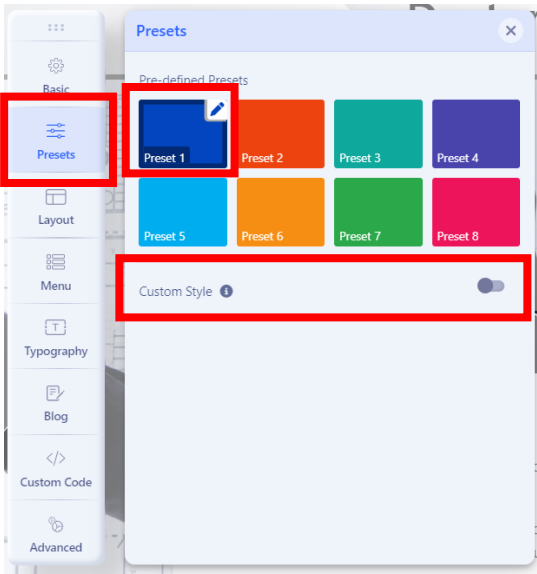 Basic
Presets
Layout
Menu
Typography
Blog
Custom Code
Advanced
Presets
Pre-defined Presets
Preset 1
Preset 2
Preset 3
Preset 4
Preset 5
Preset 6
Preset 7
Preset 8
Custom Style